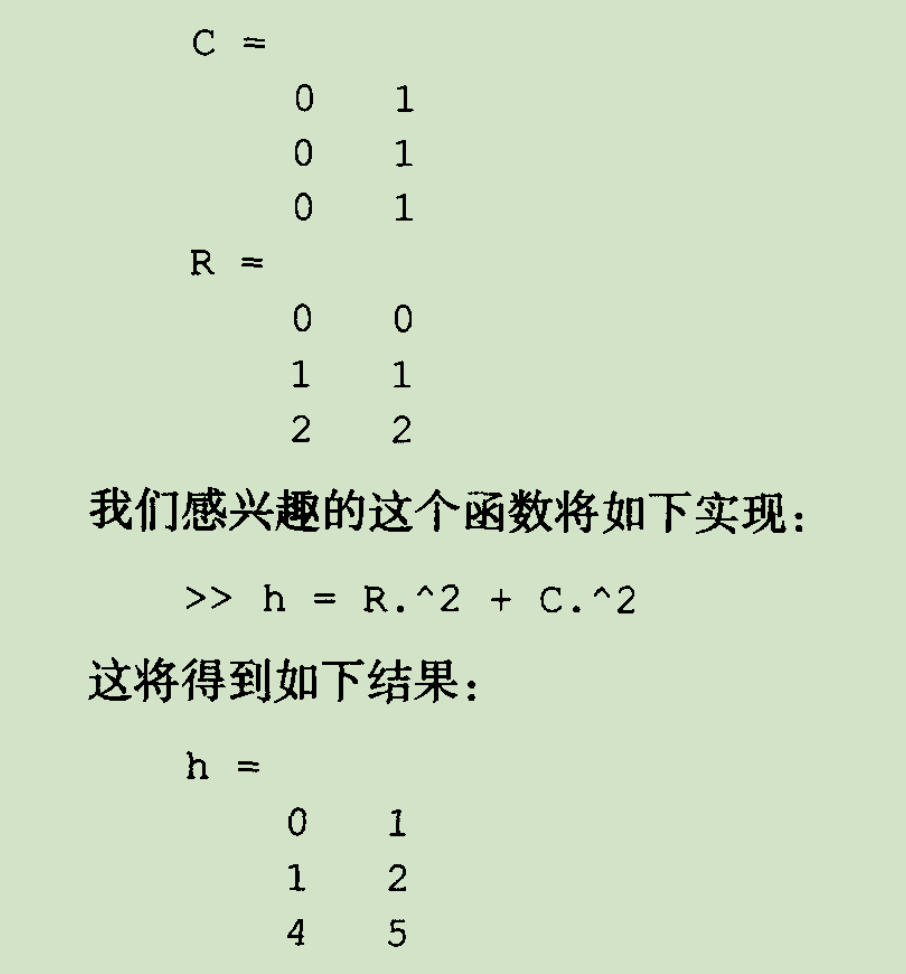 C =
0 1
0 1
0 1
R =
0 0
1 1
2 2
我们感兴趣的这个函数将如下实现：
>> h = R.^2 + C.^2
这将得到如下结果：
h =
0 1
1 2
4 5